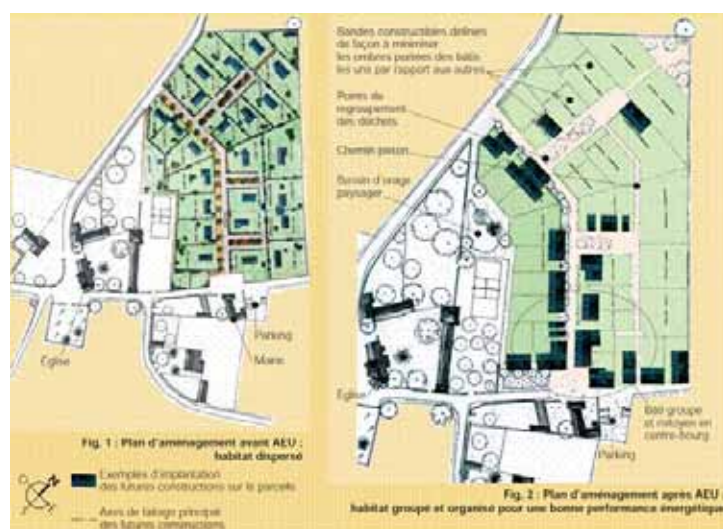 Bandes constructibles définies
de façon à minimiser
les ombres portées des bâtis
les uns par rapport aux autres
Points de
regroupement
des déchets
Chemin piéton
Bassin d'orage
paysager
Parking
Mairie
Eglise
Fig. 1 : Plan d'aménagement avant AEU :
habitat dispersé
Exemples d'implantation
des futures constructions sur la parcelle
Axes de faîtage principal
des futures constructions
Eglise
Bâti groupé
et mitoyen en
centre-bourg
Parking
Fig. 2 : Plan d'aménagement après AEU :
habitat groupé et organisé pour une bonne performance énergétique